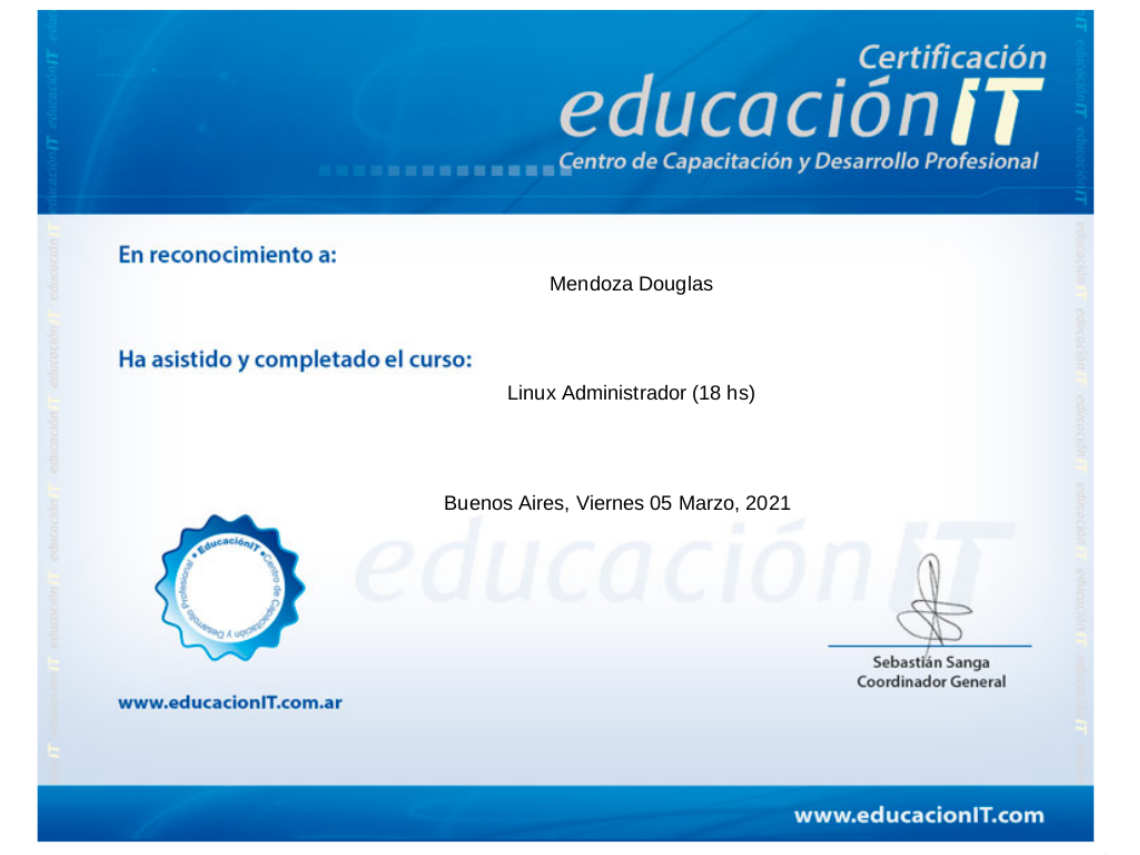 Certificación
educaciónIT
Centro de Capacitación y Desarrollo Profesional
En reconocimiento a:
Mendoza Douglas
Ha asistido y completado el curso:
Linux Administrador (18 hs)
Buenos Aires, Viernes 05 Marzo, 2021
educaciónIT
• EducaciónIT • Centro de Capacitación y Desarrollo Profesional
Sebastián Sanga
Coordinador General
www.educacionIT.com.ar
www.educacionIT.com